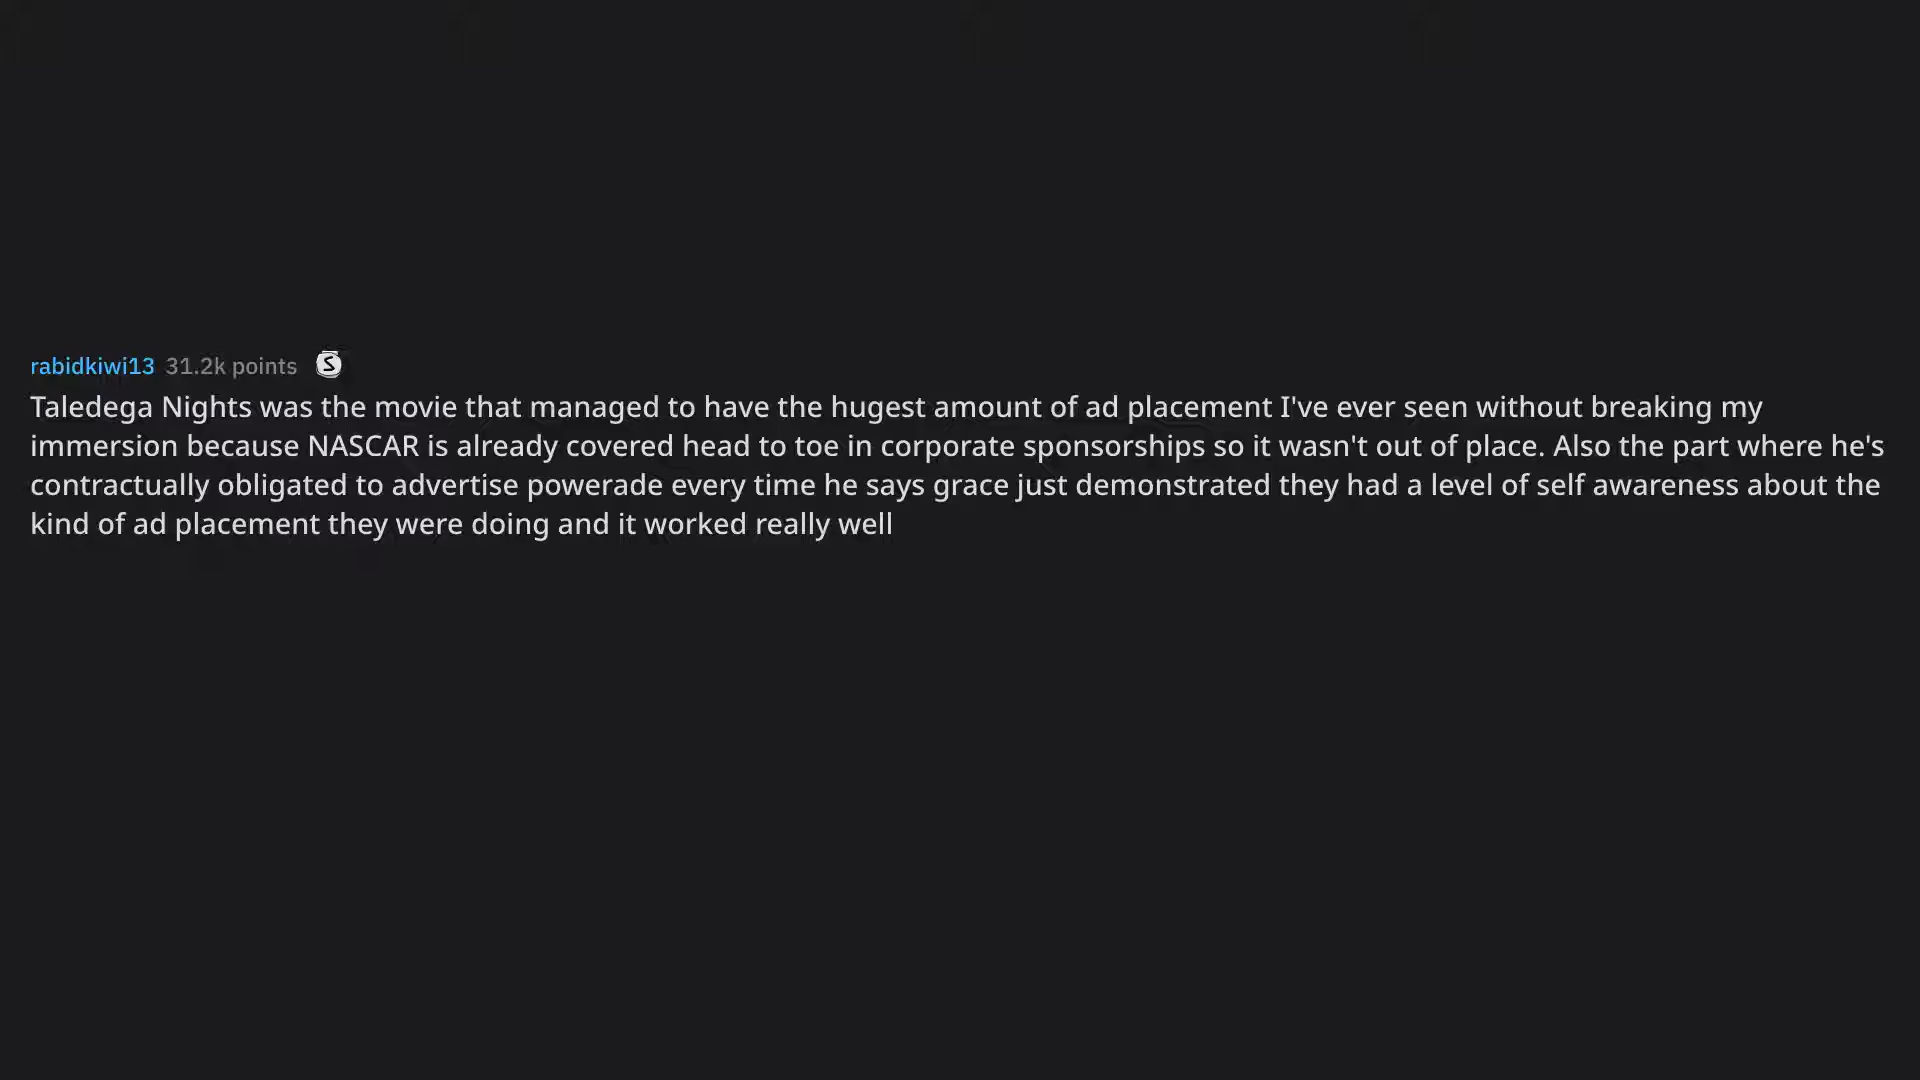 rabidkiwi13 31.2k points S
Taledega Nights was the movie that managed to have the hugest amount of ad placement I've ever seen without breaking my
immersion because NASCAR is already covered head to toe in corporate sponsorships so it wasn't out of place. Also the part where he's
contractually obligated to advertise powerade every time he says grace just demonstrated they had a level of self awareness about the
kind of ad placement they were doing and it worked really well